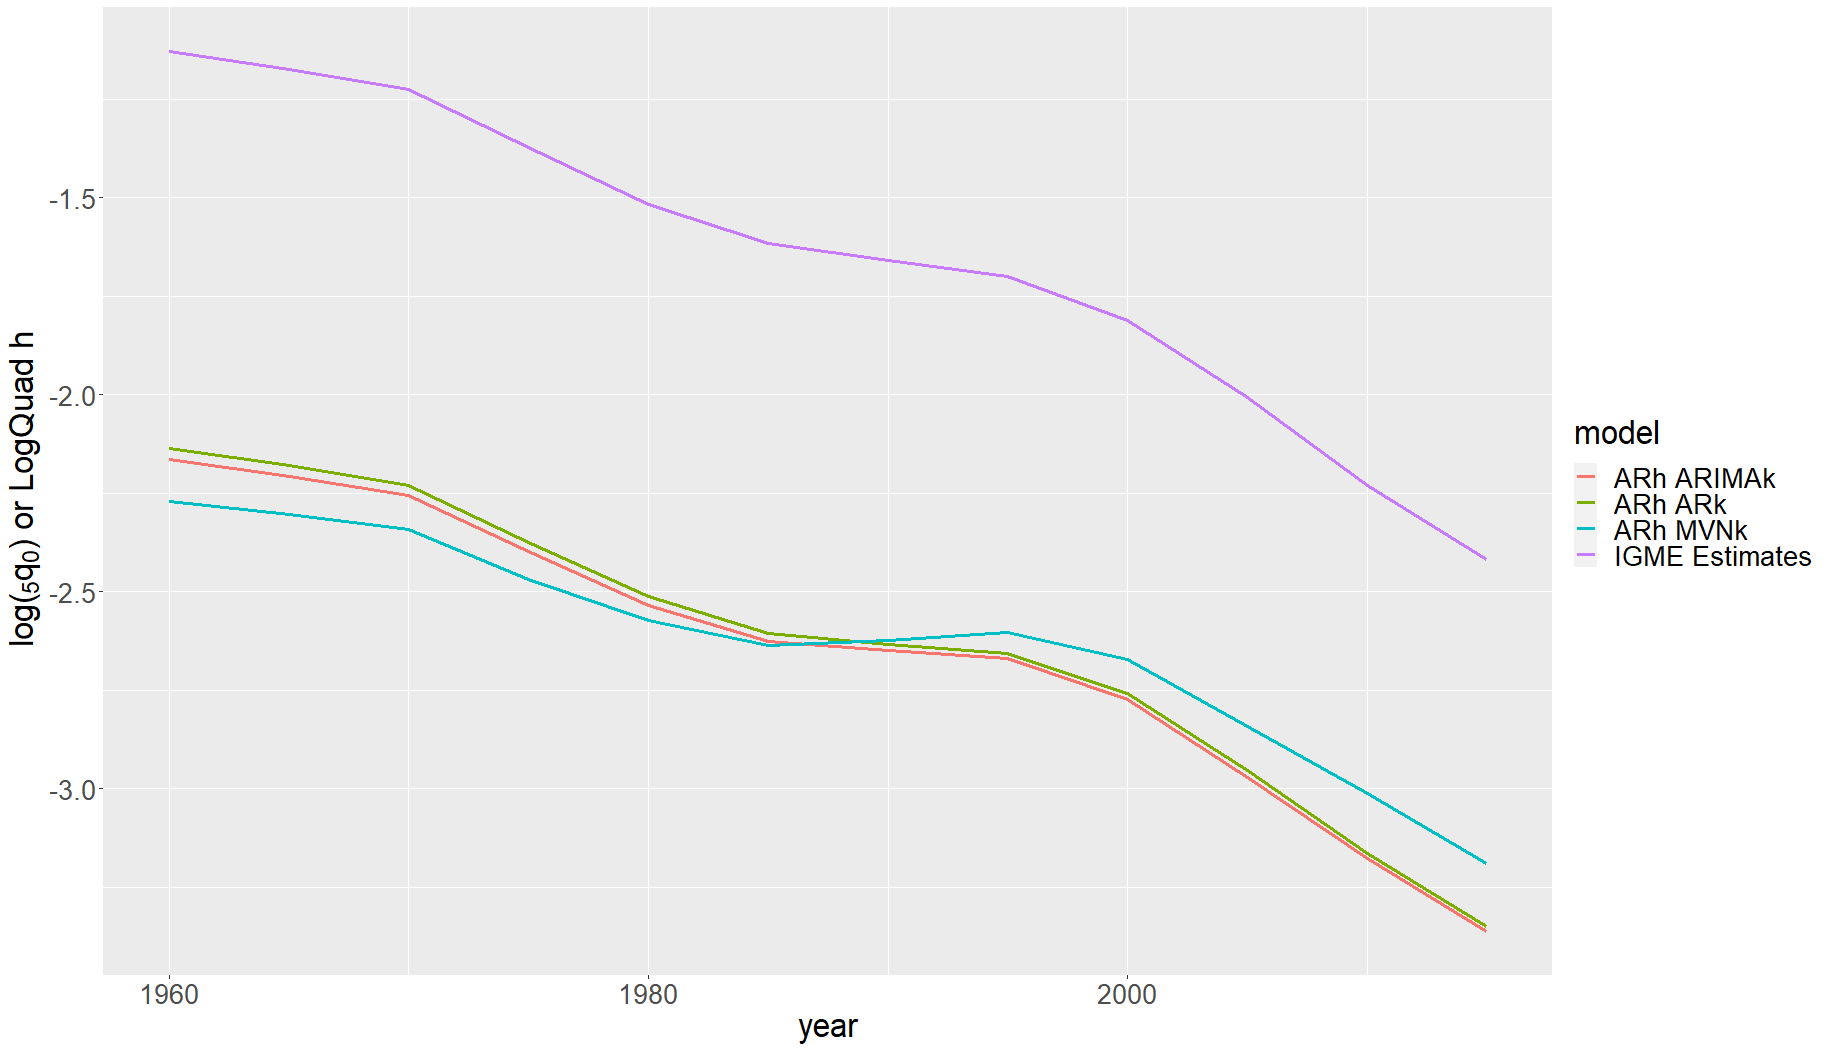 log(₅q₀) or LogQuad h
-1.5
-2.0
-2.5
-3.0
1960
1980
2000
year
model
ARh ARIMAk
ARh ARk
ARh MVNk
IGME Estimates